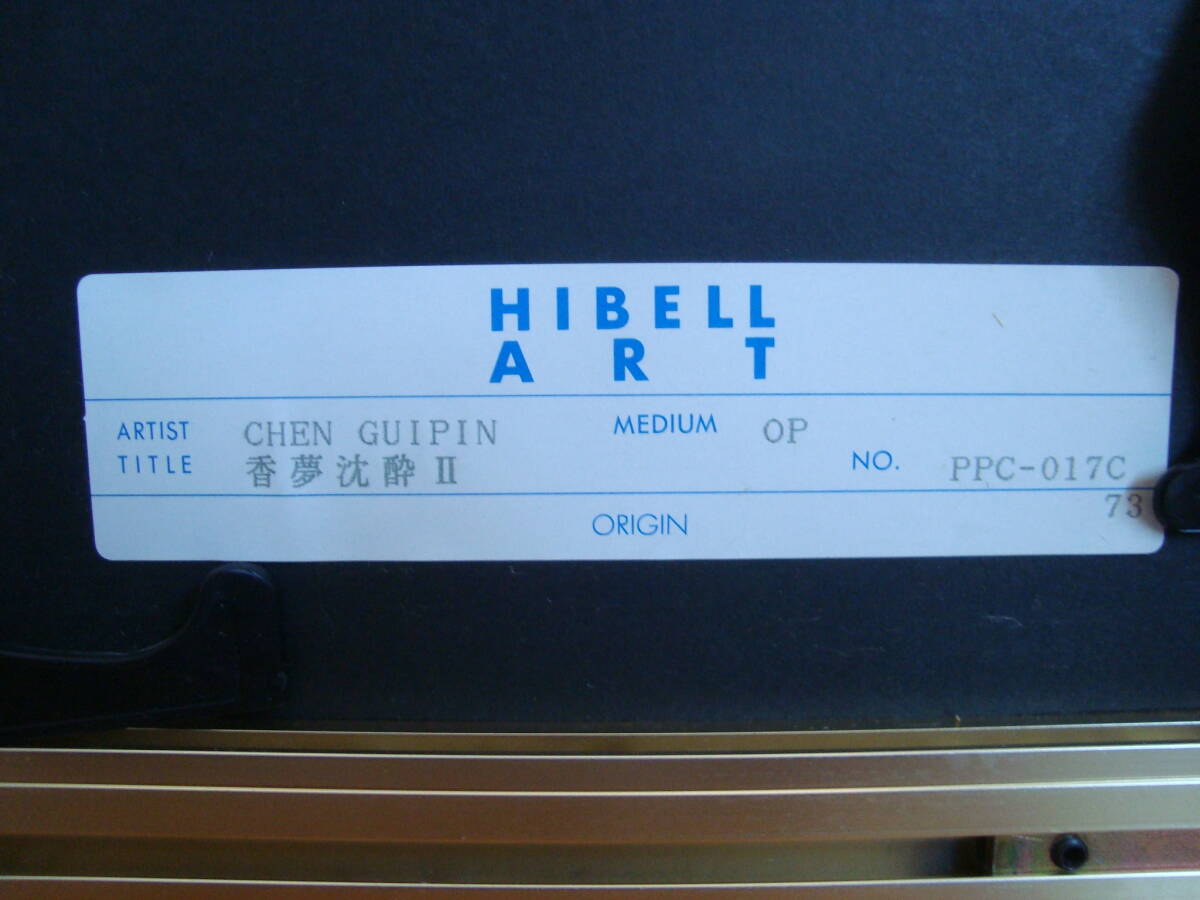 HIBELL
ART
ARTIST CHEN GUIPIN MEDIUM OP
TITLE 香夢沈酔Ⅱ NO. PPC-017C
73
ORIGIN